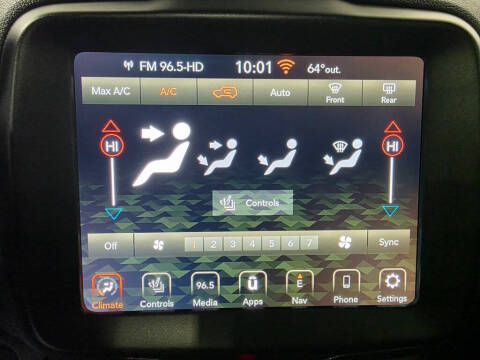 FM 96.5-HD 10:01 64°out.
Max A/C A/C Auto Front Rear
HI HI
Controls
Off 1 2 3 4 5 6 7 Sync
96.5 ü E
Climate Controls Media Apps Nav Phone Settings